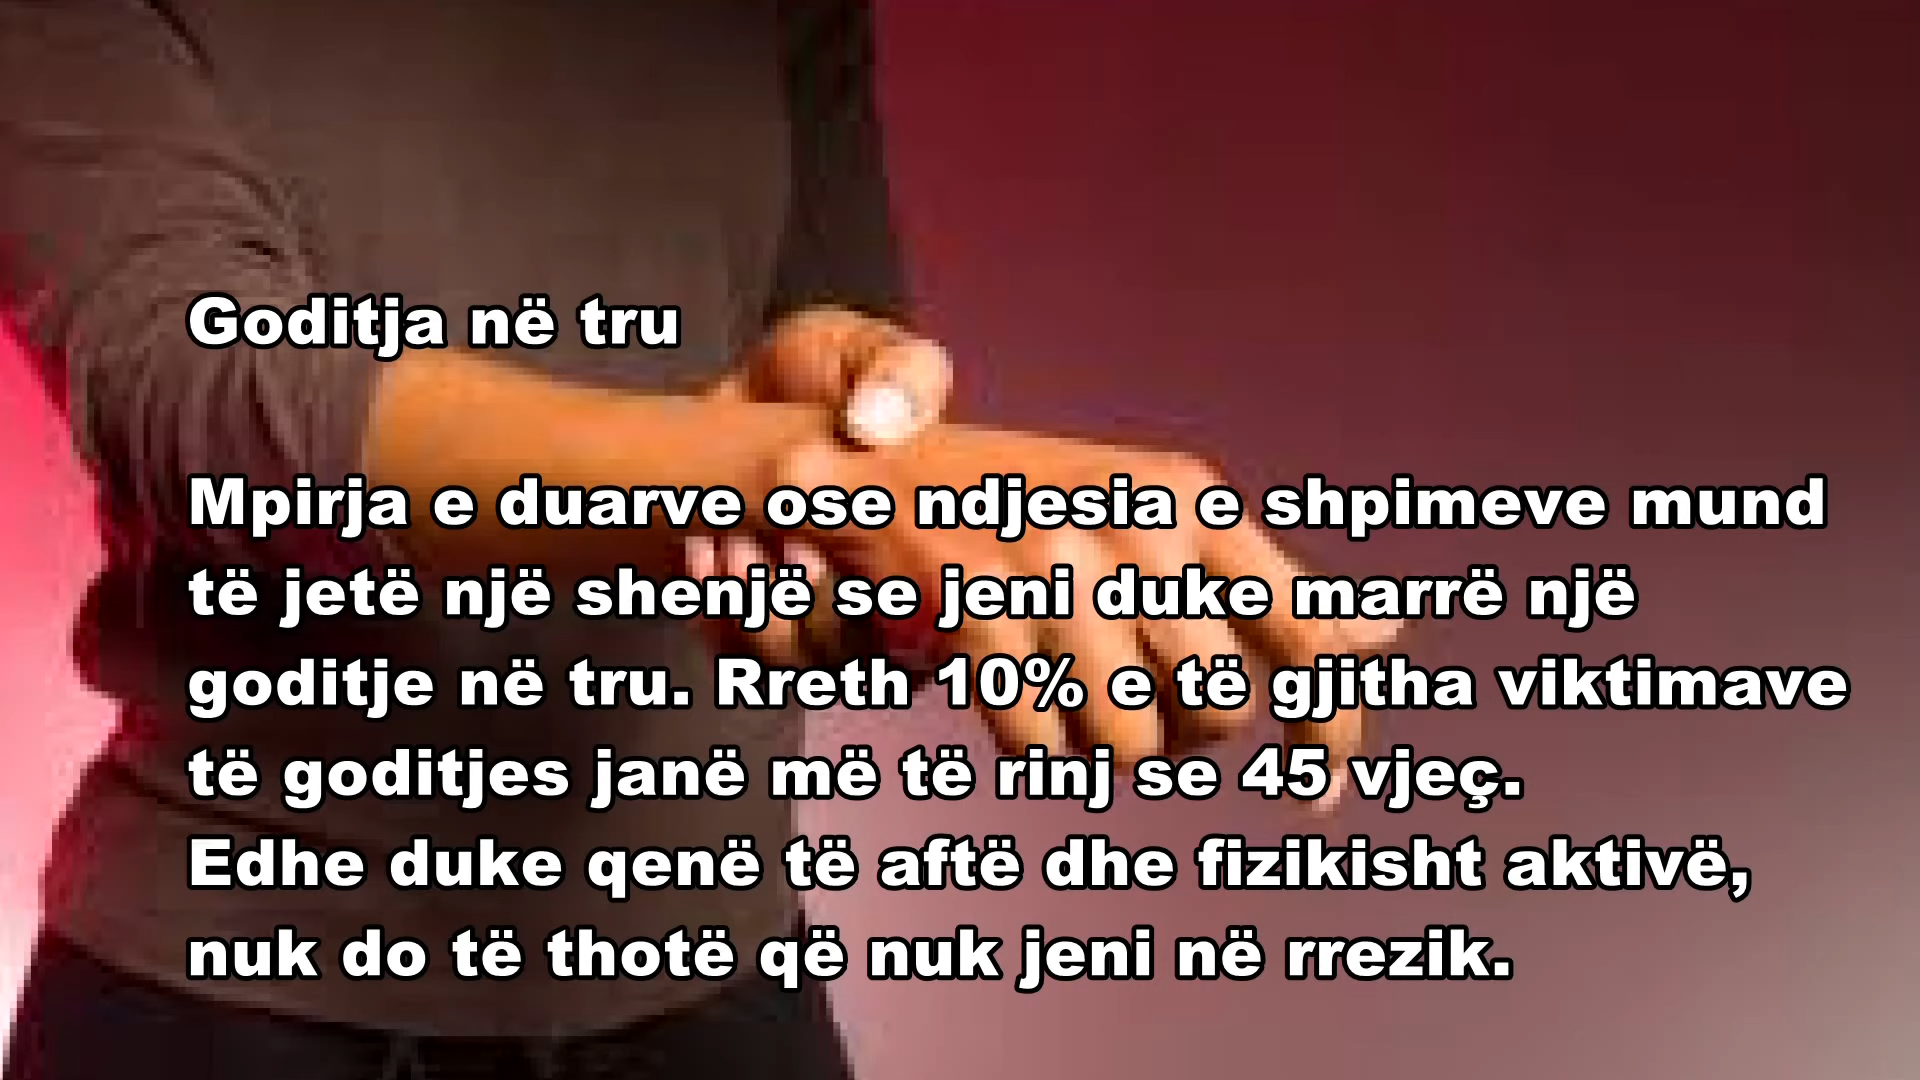 Goditja në tru
Mpirja e duarve ose ndjesia e shpimeve mund
të jetë një shenjë se jeni duke marrë një
goditje në tru. Rreth 10% e të gjitha viktimave
të goditjes janë më të rinj se 45 vjeç.
Edhe duke qenë të aftë dhe fizikisht aktivë,
nuk do të thotë që nuk jeni në rrezik.